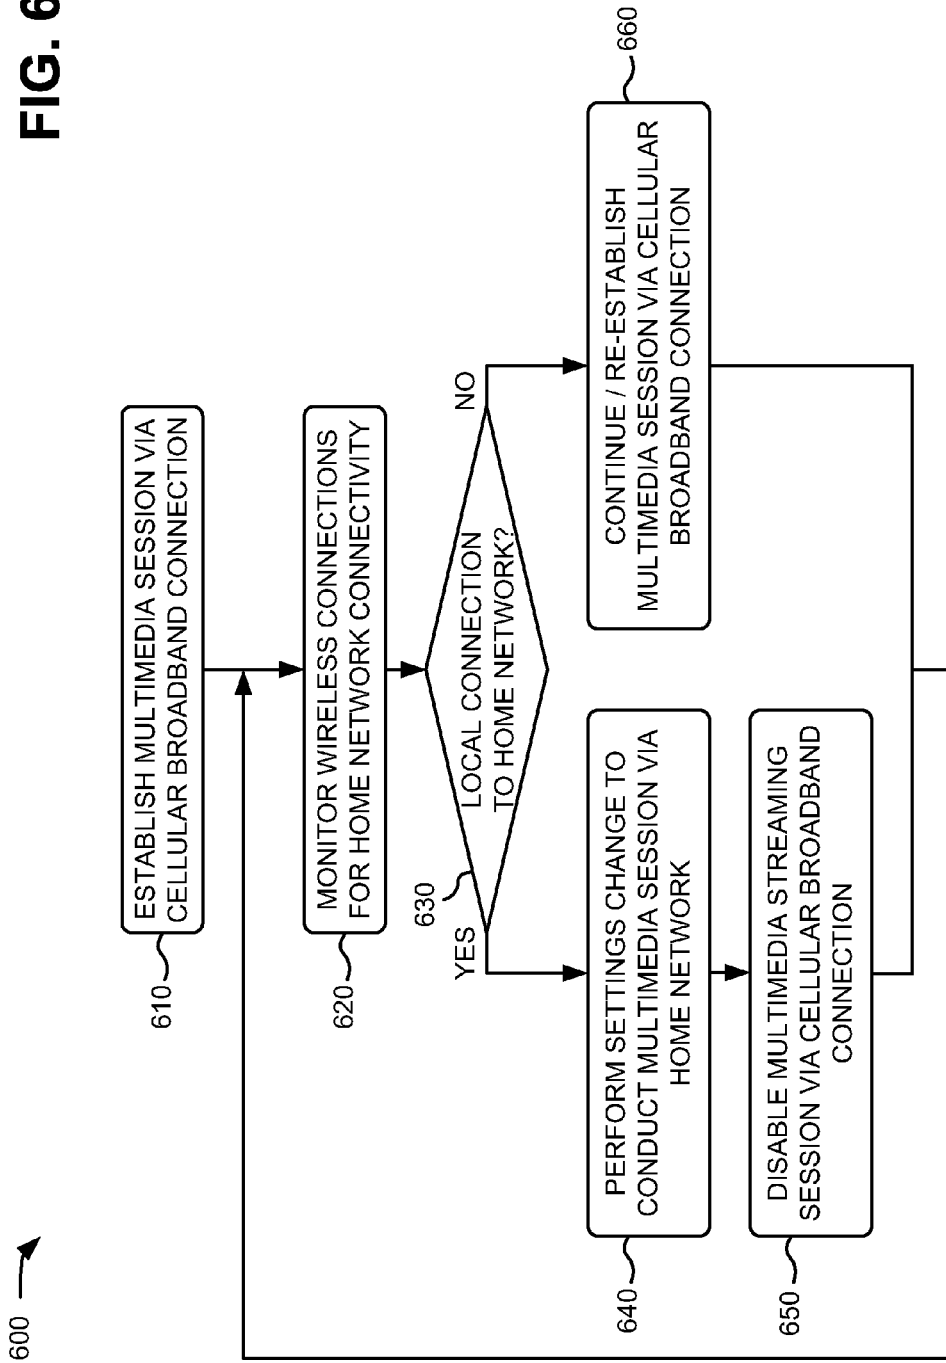 FIG. 6
600
ESTABLISH MULTIMEDIA SESSION VIA
CELLULAR BROADBAND CONNECTION
610
MONITOR WIRELESS CONNECTIONS
FOR HOME NETWORK CONNECTIVITY
620
LOCAL CONNECTION
TO HOME NETWORK?
630
YES
NO
PERFORM SETTINGS CHANGE TO
CONDUCT MULTIMEDIA SESSION VIA
HOME NETWORK
640
DISABLE MULTIMEDIA STREAMING
SESSION VIA CELLULAR BROADBAND
CONNECTION
650
CONTINUE / RE-ESTABLISH
MULTIMEDIA SESSION VIA CELLULAR
BROADBAND CONNECTION
660